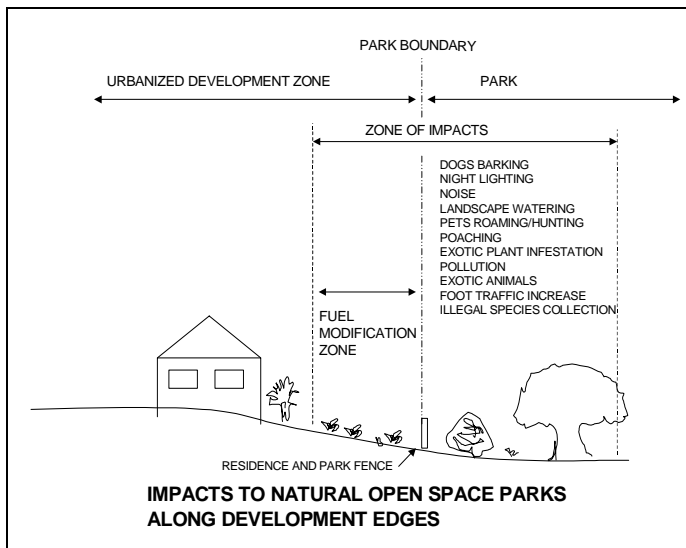 PARK BOUNDARY
URBANIZED DEVELOPMENT ZONE
PARK
ZONE OF IMPACTS
DOGS BARKING
NIGHT LIGHTING
NOISE
LANDSCAPE WATERING
PETS ROAMING/HUNTING
POACHING
EXOTIC PLANT INFESTATION
POLLUTION
EXOTIC ANIMALS
FOOT TRAFFIC INCREASE
ILLEGAL SPECIES COLLECTION
FUEL
MODIFICATION
ZONE
RESIDENCE AND PARK FENCE
IMPACTS TO NATURAL OPEN SPACE PARKS
ALONG DEVELOPMENT EDGES